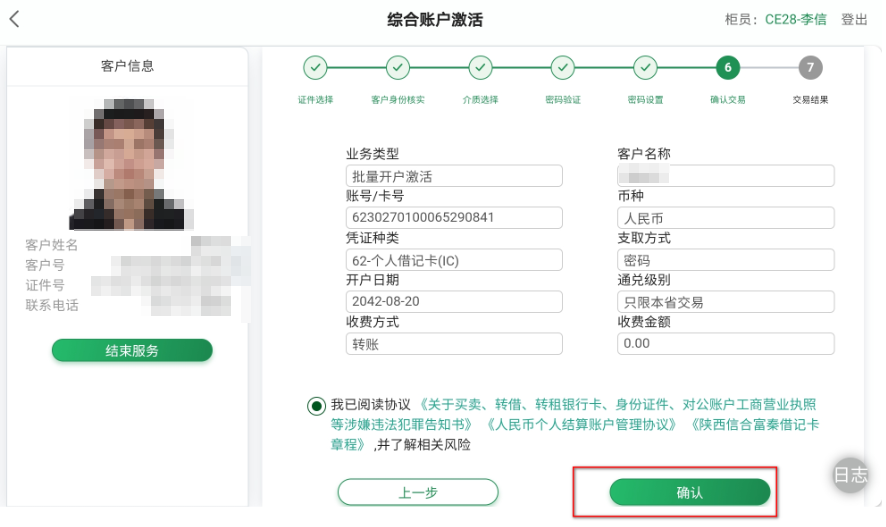 综合账户激活
柜员：CE28-李信 登出
客户信息
客户姓名
客户号
证件号
联系电话
结束服务
6
7
证件选择
客户身份核实
介质选择
密码验证
密码设置
确认交易
交易结果
业务类型
批量开户激活
客户名称
账号/卡号
6230270100065290841
币种
人民币
凭证种类
62-个人借记卡(IC)
支取方式
密码
开户日期
2042-08-20
通兑级别
只限本省交易
收费方式
转账
收费金额
0.00
我已阅读协议 《关于买卖、转借、转租银行卡、身份证件、对公账户工商营业执照
等涉嫌违法犯罪告知书》 《人民币个人结算账户管理协议》 《陕西信合富秦借记卡
章程》 ,并了解相关风险
上一步
确认
日志